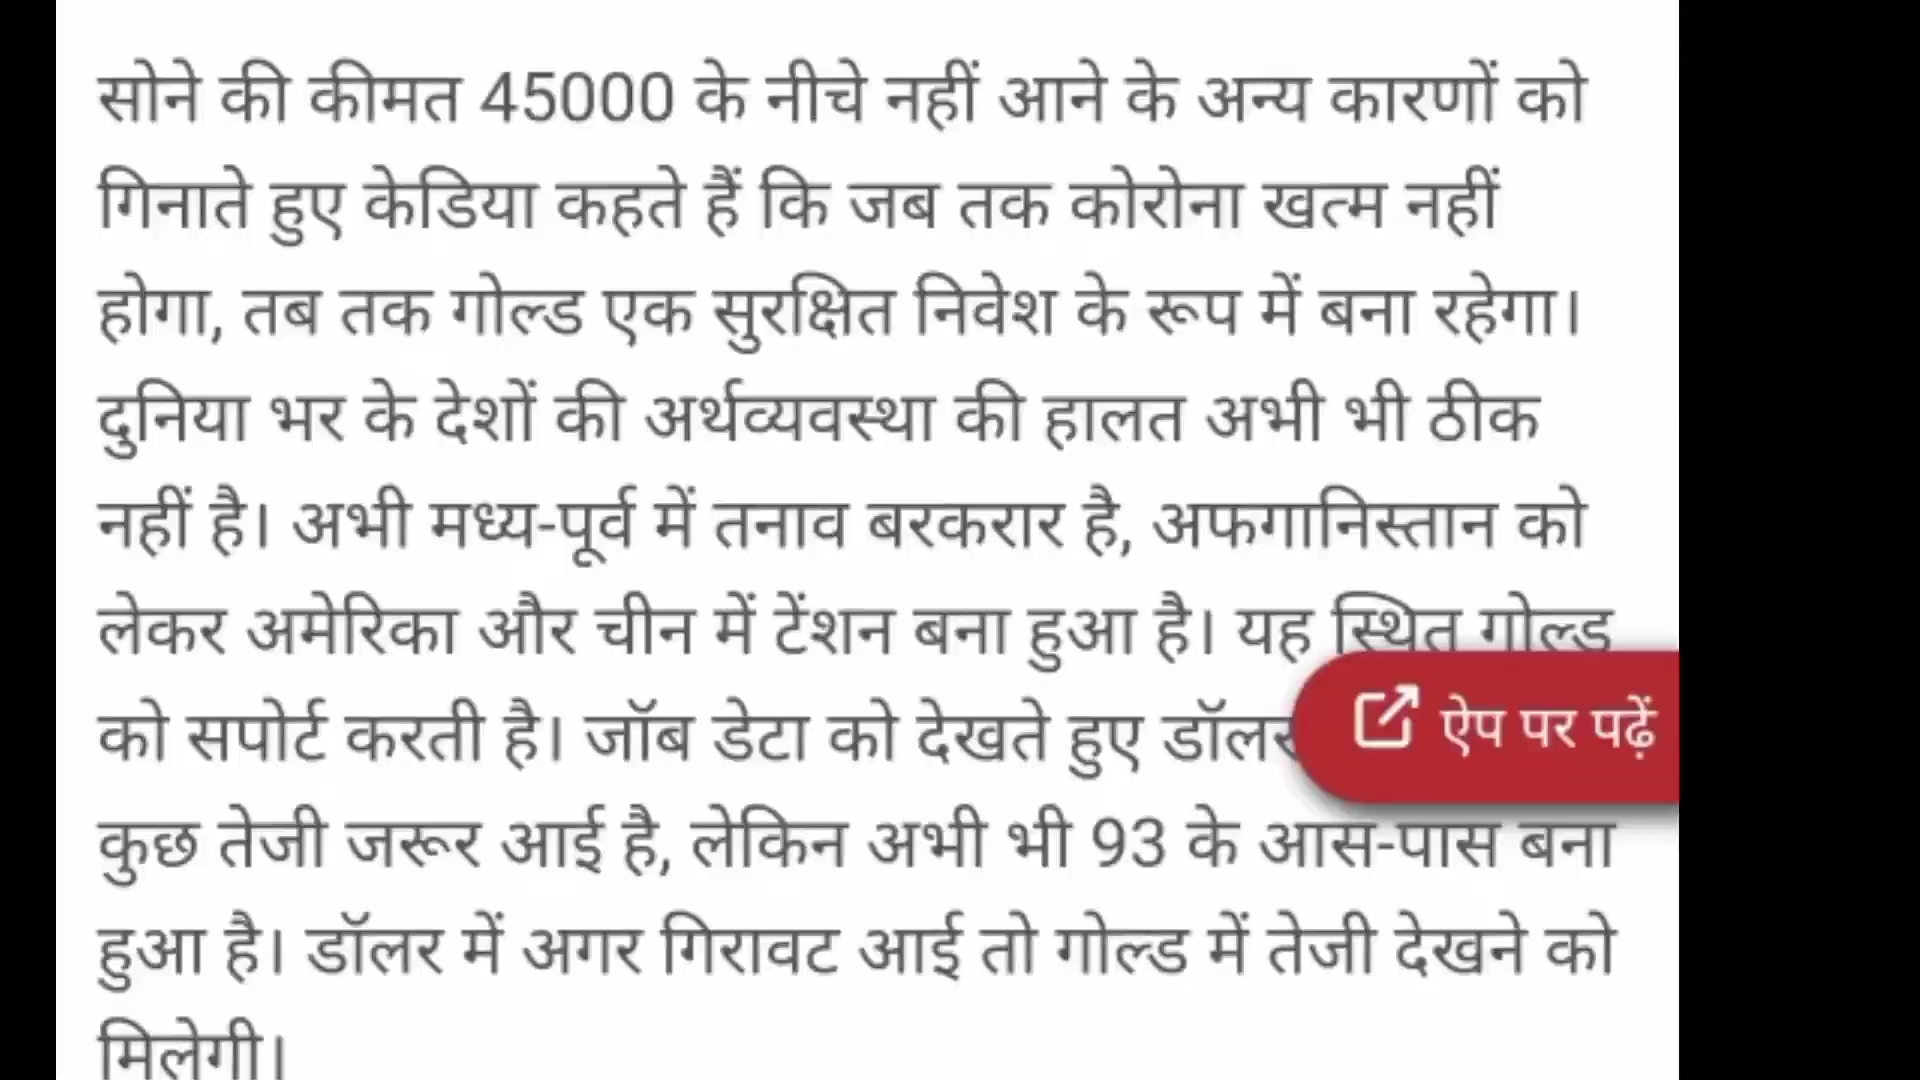 सोने की कीमत 45000 के नीचे नहीं आने के अन्य कारणों को
गिनाते हुए केडिया कहते हैं कि जब तक कोरोना खत्म नहीं
होगा, तब तक गोल्ड एक सुरक्षित निवेश के रूप में बना रहेगा।
दुनिया भर के देशों की अर्थव्यवस्था की हालत अभी भी ठीक
नहीं है। अभी मध्य-पूर्व में तनाव बरकरार है, अफगानिस्तान को
लेकर अमेरिका और चीन में टेंशन बना हुआ है। यह स्थित गोल्ड
को सपोर्ट करती है। जॉब डेटा को देखते हुए डॉलर
ऐप पर पढ़ें
कुछ तेजी जरूर आई है, लेकिन अभी भी 93 के आस-पास बना
हुआ है। डॉलर में अगर गिरावट आई तो गोल्ड में तेजी देखने को
मिलेगी।